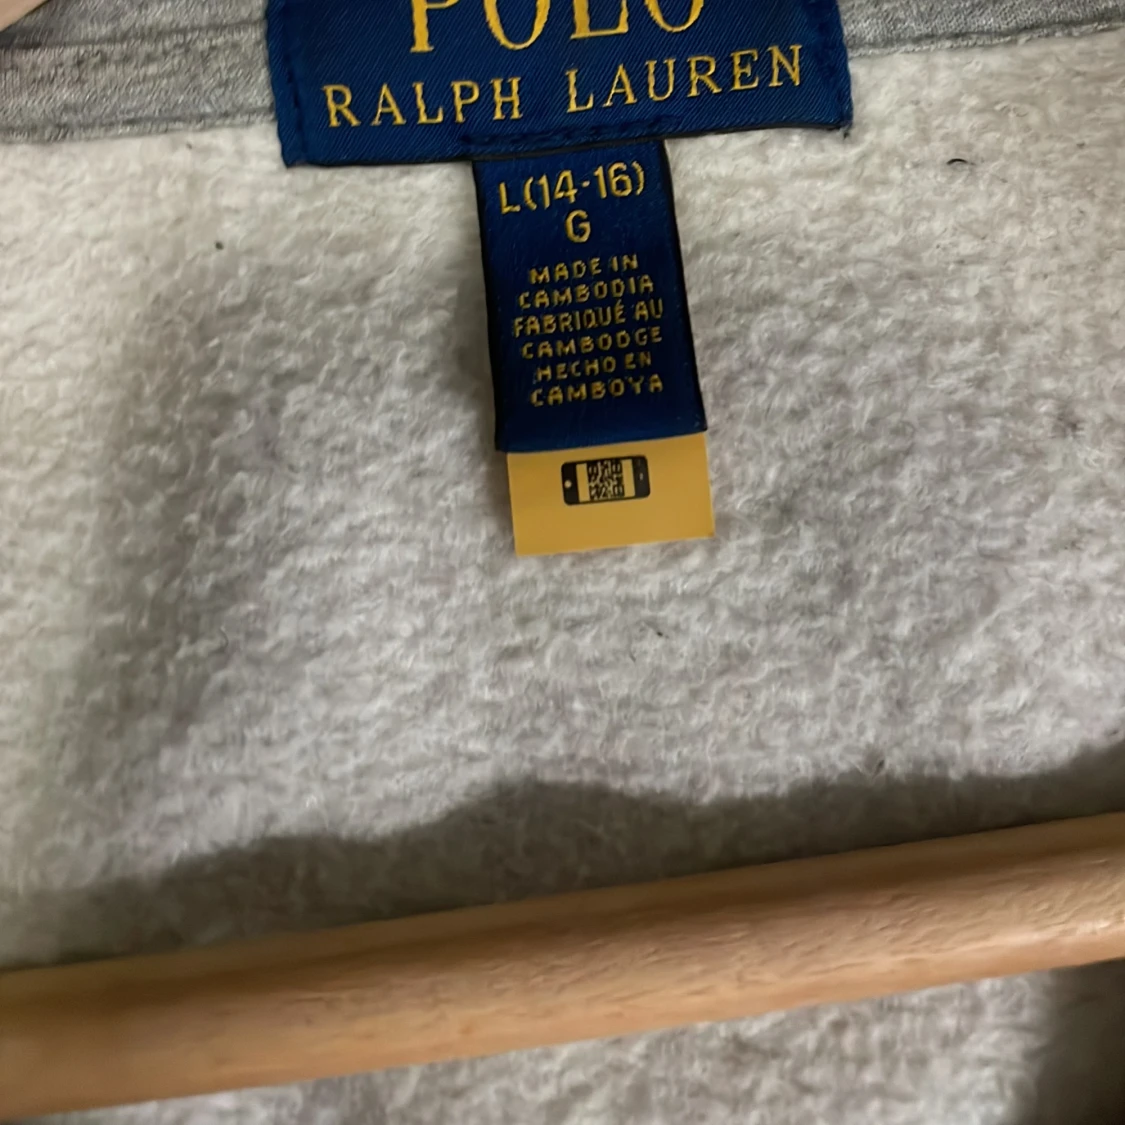 POLO
RALPH LAUREN
L(14-16)
G
MADE IN
CAMBODIA
FABRIQUÉ AU
CAMBODGE
HECHO EN
CAMBOYA